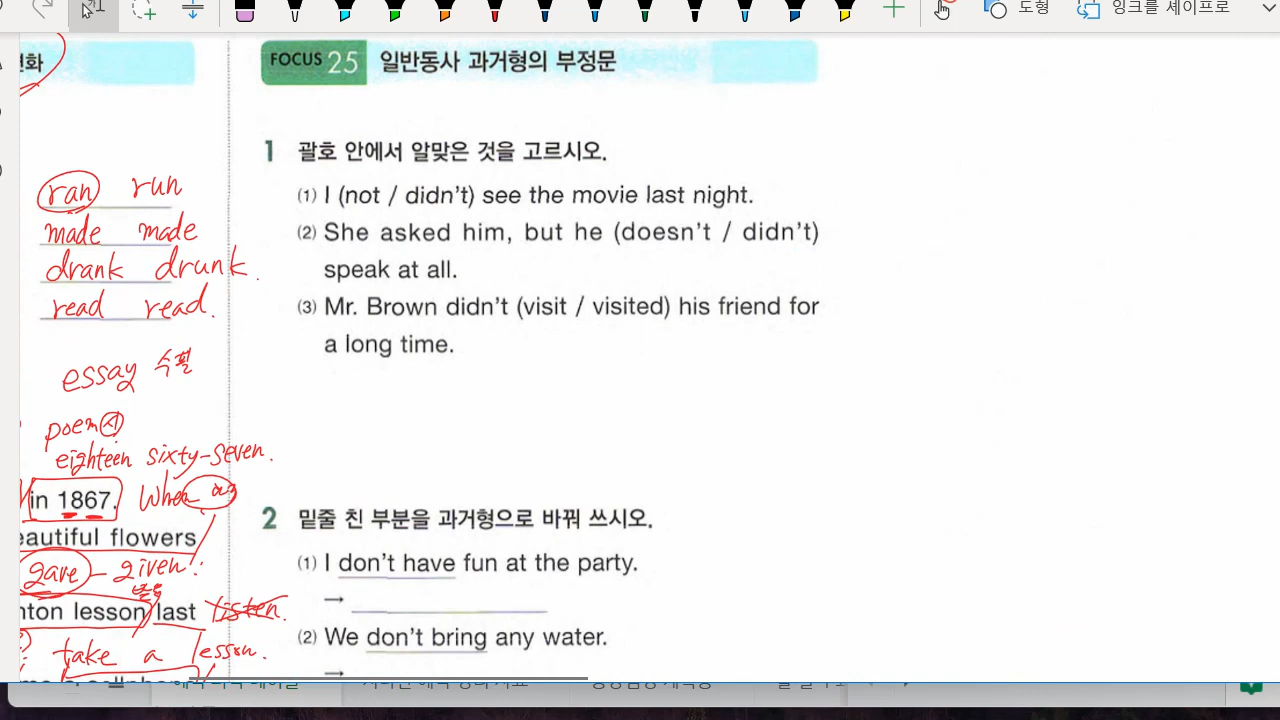 도형
잉크를 셰이프로
변화
FOCUS 25 일반동사 과거형의 부정문
ran run
made made
drank drunk.
read read.
essay 수필
poem 시
eighteen sixty-seven.
in 1867. When
eautiful flowers
gave - given
nton lesson last listen.
take a lesson.
1 괄호 안에서 알맞은 것을 고르시오.
(1) I (not / didn't) see the movie last night.
(2) She asked him, but he (doesn't / didn't)
speak at all.
(3) Mr. Brown didn't (visit / visited) his friend for
a long time.
2 밑줄 친 부분을 과거형으로 바꿔 쓰시오.
(1) I don't have fun at the party.
→
(2) We don't bring any water.
→